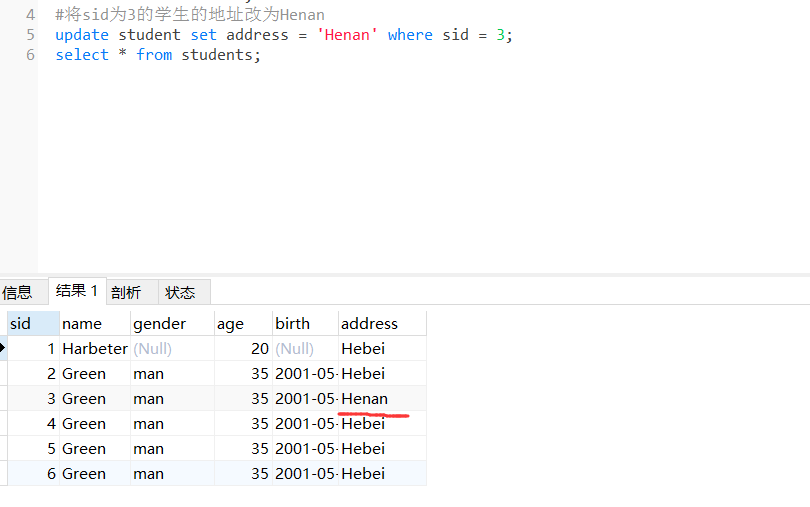 4 #将sid为3的学生的地址改为Henan
5 update student set address = 'Henan' where sid = 3;
6 select * from students;
信息 结果 1 剖析 状态
sid name gender age birth address
1 Harbeter (Null) 20 (Null) Hebei
2 Green man 35 2001-05- Hebei
3 Green man 35 2001-05- Henan
4 Green man 35 2001-05- Hebei
5 Green man 35 2001-05- Hebei
6 Green man 35 2001-05- Hebei